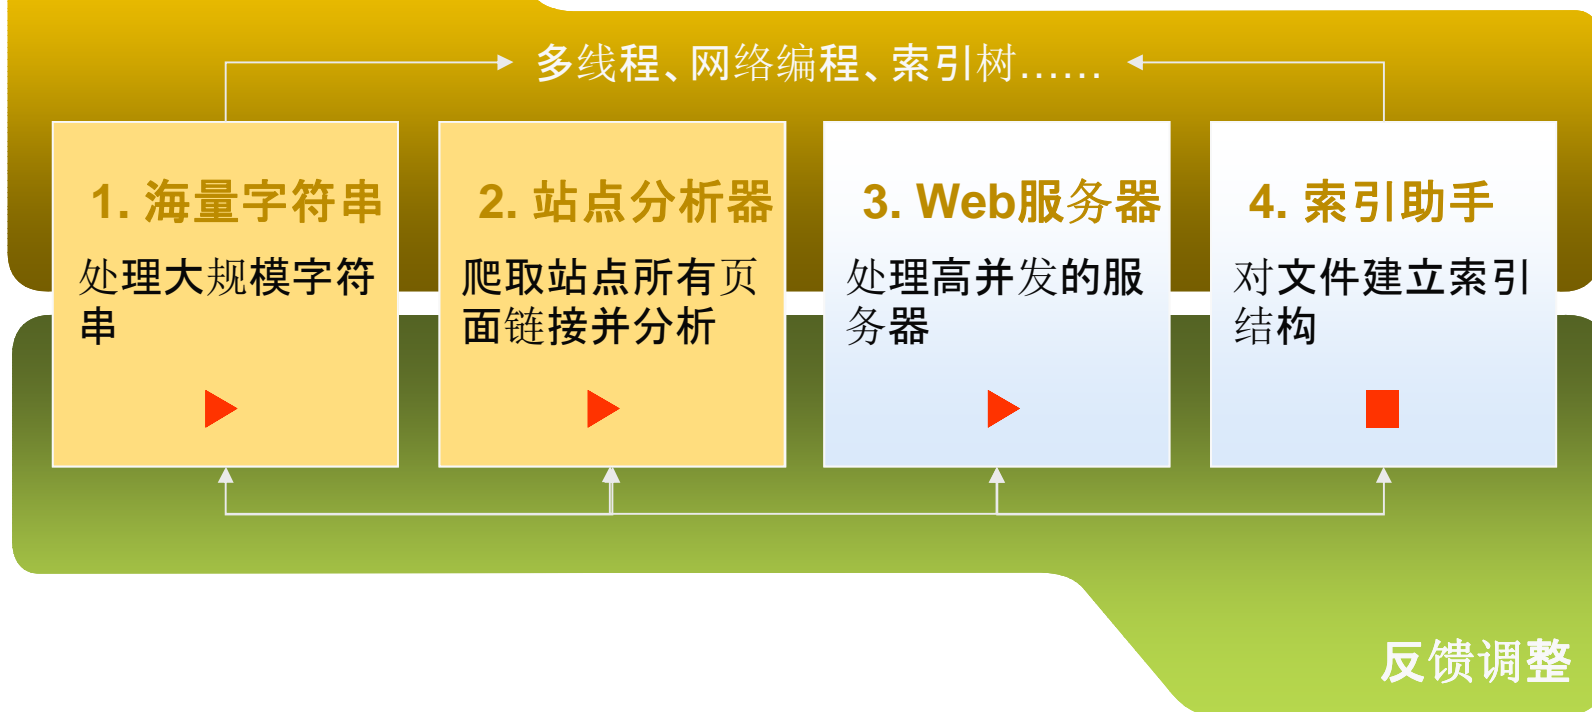 多线程、网络编程、索引树……
1. 海量字符串
处理大规模字符
串
2. 站点分析器
爬取站点所有页
面链接并分析
3. Web服务器
处理高并发的服
务器
4. 索引助手
对文件建立索引
结构
反馈调整